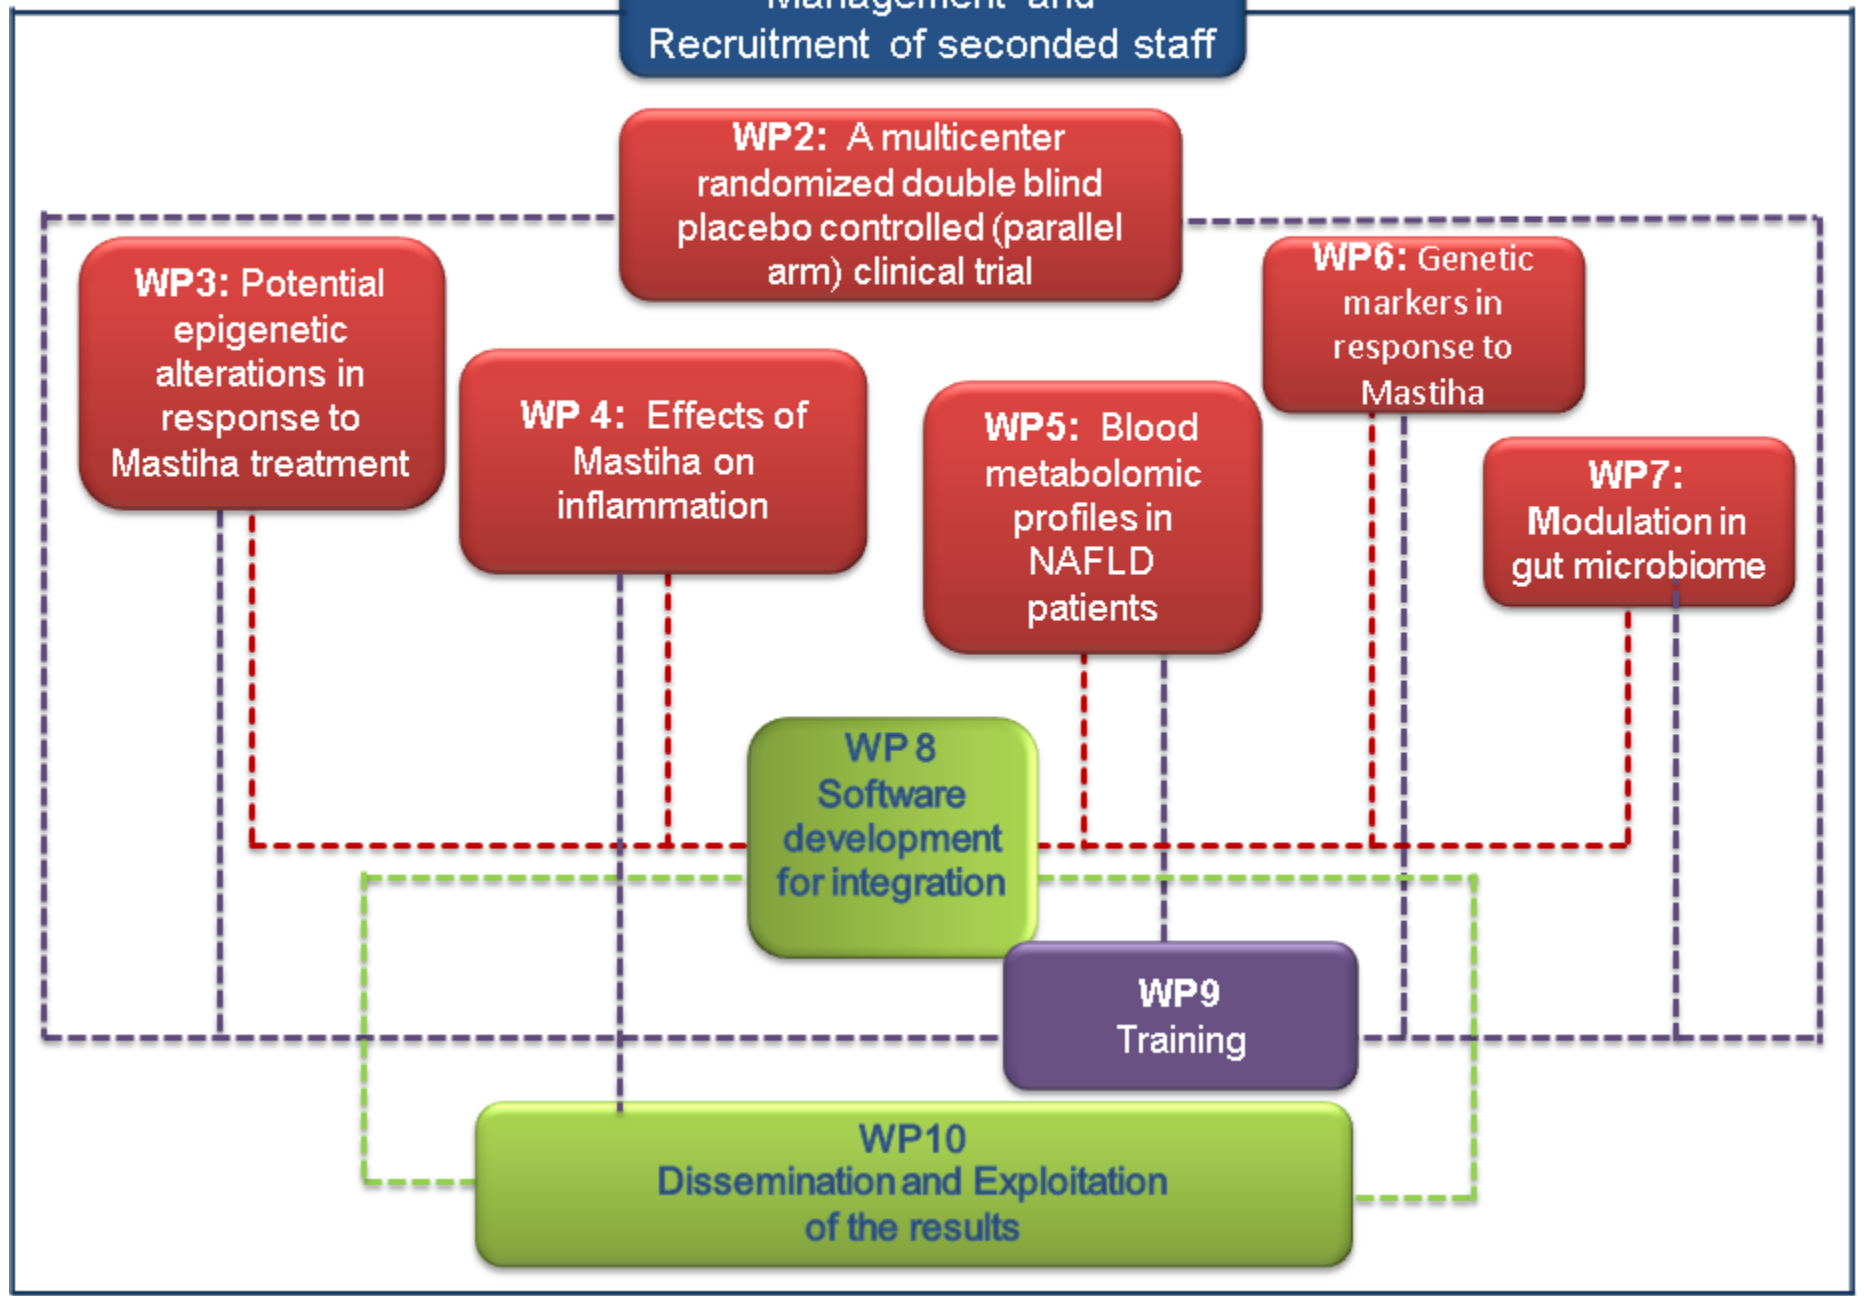 Management and
Recruitment of seconded staff
WP2: A multicenter
randomized double blind
placebo controlled (parallel
arm) clinical trial
WP3: Potential
epigenetic
alterations in
response to
Mastiha treatment
WP 4: Effects of
Mastiha on
inflammation
WP5: Blood
metabolomic
profiles in
NAFLD
patients
WP6: Genetic
markers in
response to
Mastiha
WP7:
Modulation in
gut microbiome
WP 8
Software
development
for integration
WP9
Training
WP10
Dissemination and Exploitation
of the results